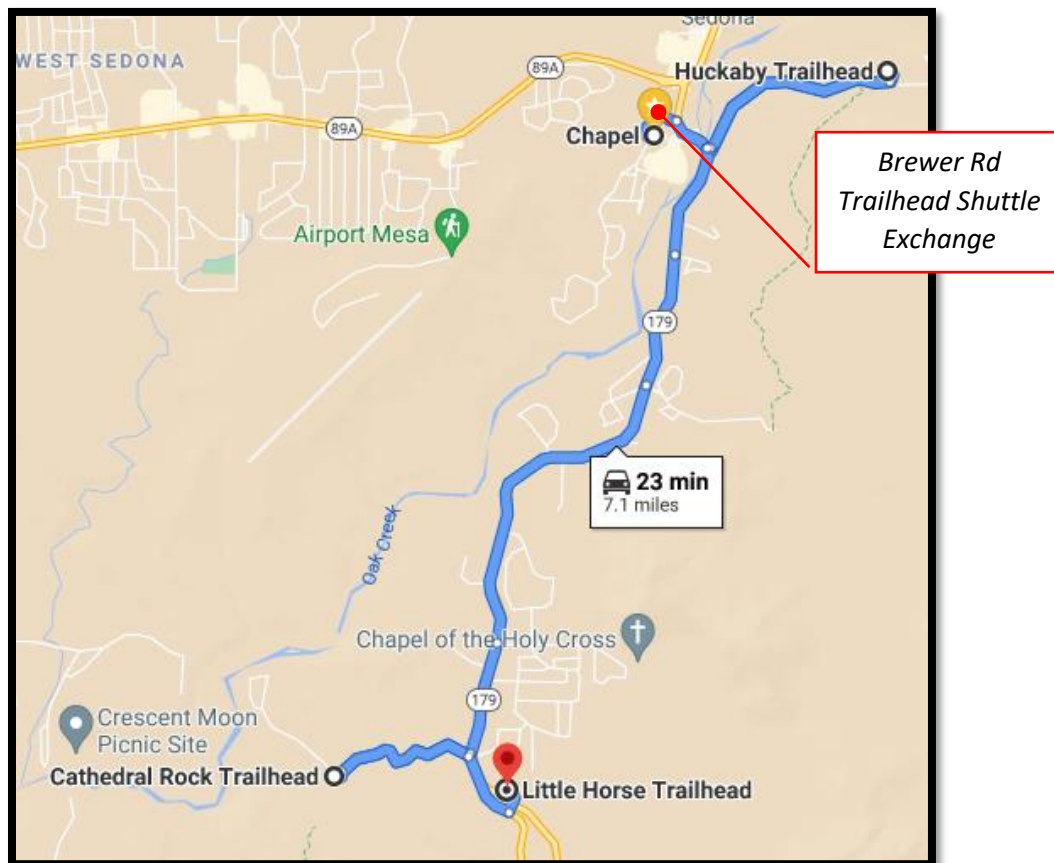 Sedona
WEST SEDONA
Huckaby Trailhead
89A
89A
Chapel
Brewer Rd
Trailhead Shuttle
Exchange
Airport Mesa
179
23 min
7.1 miles
Oak Creek
Chapel of the Holy Cross
179
Crescent Moon
Picnic Site
Cathedral Rock Trailhead
Little Horse Trailhead